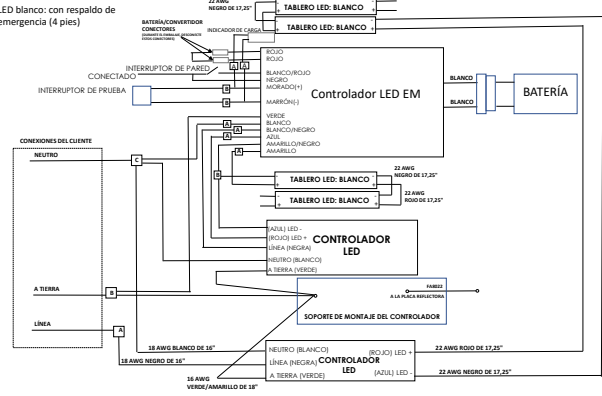 LED blanco: con respaldo de
emergencia (4 pies)
22 AWG
NEGRO DE 17,25"
- TABLERO LED: BLANCO -
+ +
- TABLERO LED: BLANCO -
+ +
BATERÍA/CONVERTIDOR
CONECTORES
INDICADOR DE CARGA
ROJO
ROJO
INTERRUPTOR DE PARED
A A
CONECTADO
BLANCO/ROJO
NEGRO
INTERRUPTOR DE PRUEBA
B
MORADO(+)
B
MARRÓN(-)
Controlador LED EM
BLANCO
BLANCO
BATERÍA
VERDE
A
BLANCO
A
BLANCO/NEGRO
A
AZUL
AMARILLO/NEGRO
A
AMARILLO
CONEXIONES DEL CLIENTE
NEUTRO
C
B
- TABLERO LED: BLANCO -
+ +
22 AWG
NEGRO DE 17,25"
- TABLERO LED: BLANCO -
+ +
22 AWG
ROJO DE 17,25"
(AZUL) LED -
(ROJO) LED +
LÍNEA (NEGRA)
NEUTRO (BLANCO)
A TIERRA (VERDE)
CONTROLADOR
LED
A TIERRA
B
FAB022
A LA PLACA REFLECTORA
SOPORTE DE MONTAJE DEL CONTROLADOR
LÍNEA
A
18 AWG BLANCO DE 16"
18 AWG NEGRO DE 16"
16 AWG
VERDE/AMARILLO DE 18"
NEUTRO (BLANCO)
LÍNEA (NEGRA)
A TIERRA (VERDE)
CONTROLADOR
LED
(ROJO) LED +
(AZUL) LED -
22 AWG ROJO DE 17,25"
22 AWG NEGRO DE 17,25"